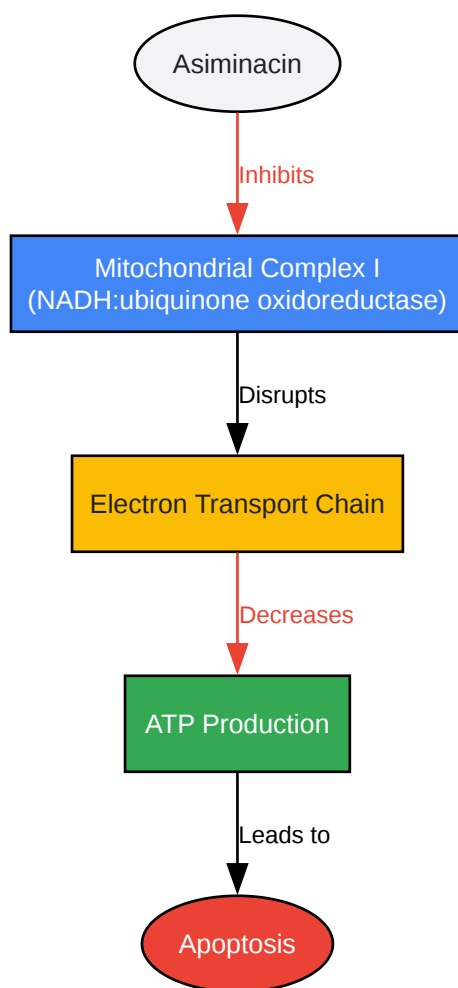 Asiminacin
Inhibits
Mitochondrial Complex I
(NADH:ubiquinone oxidoreductase)
Disrupts
Electron Transport Chain
Decreases
ATP Production
Leads to
Apoptosis